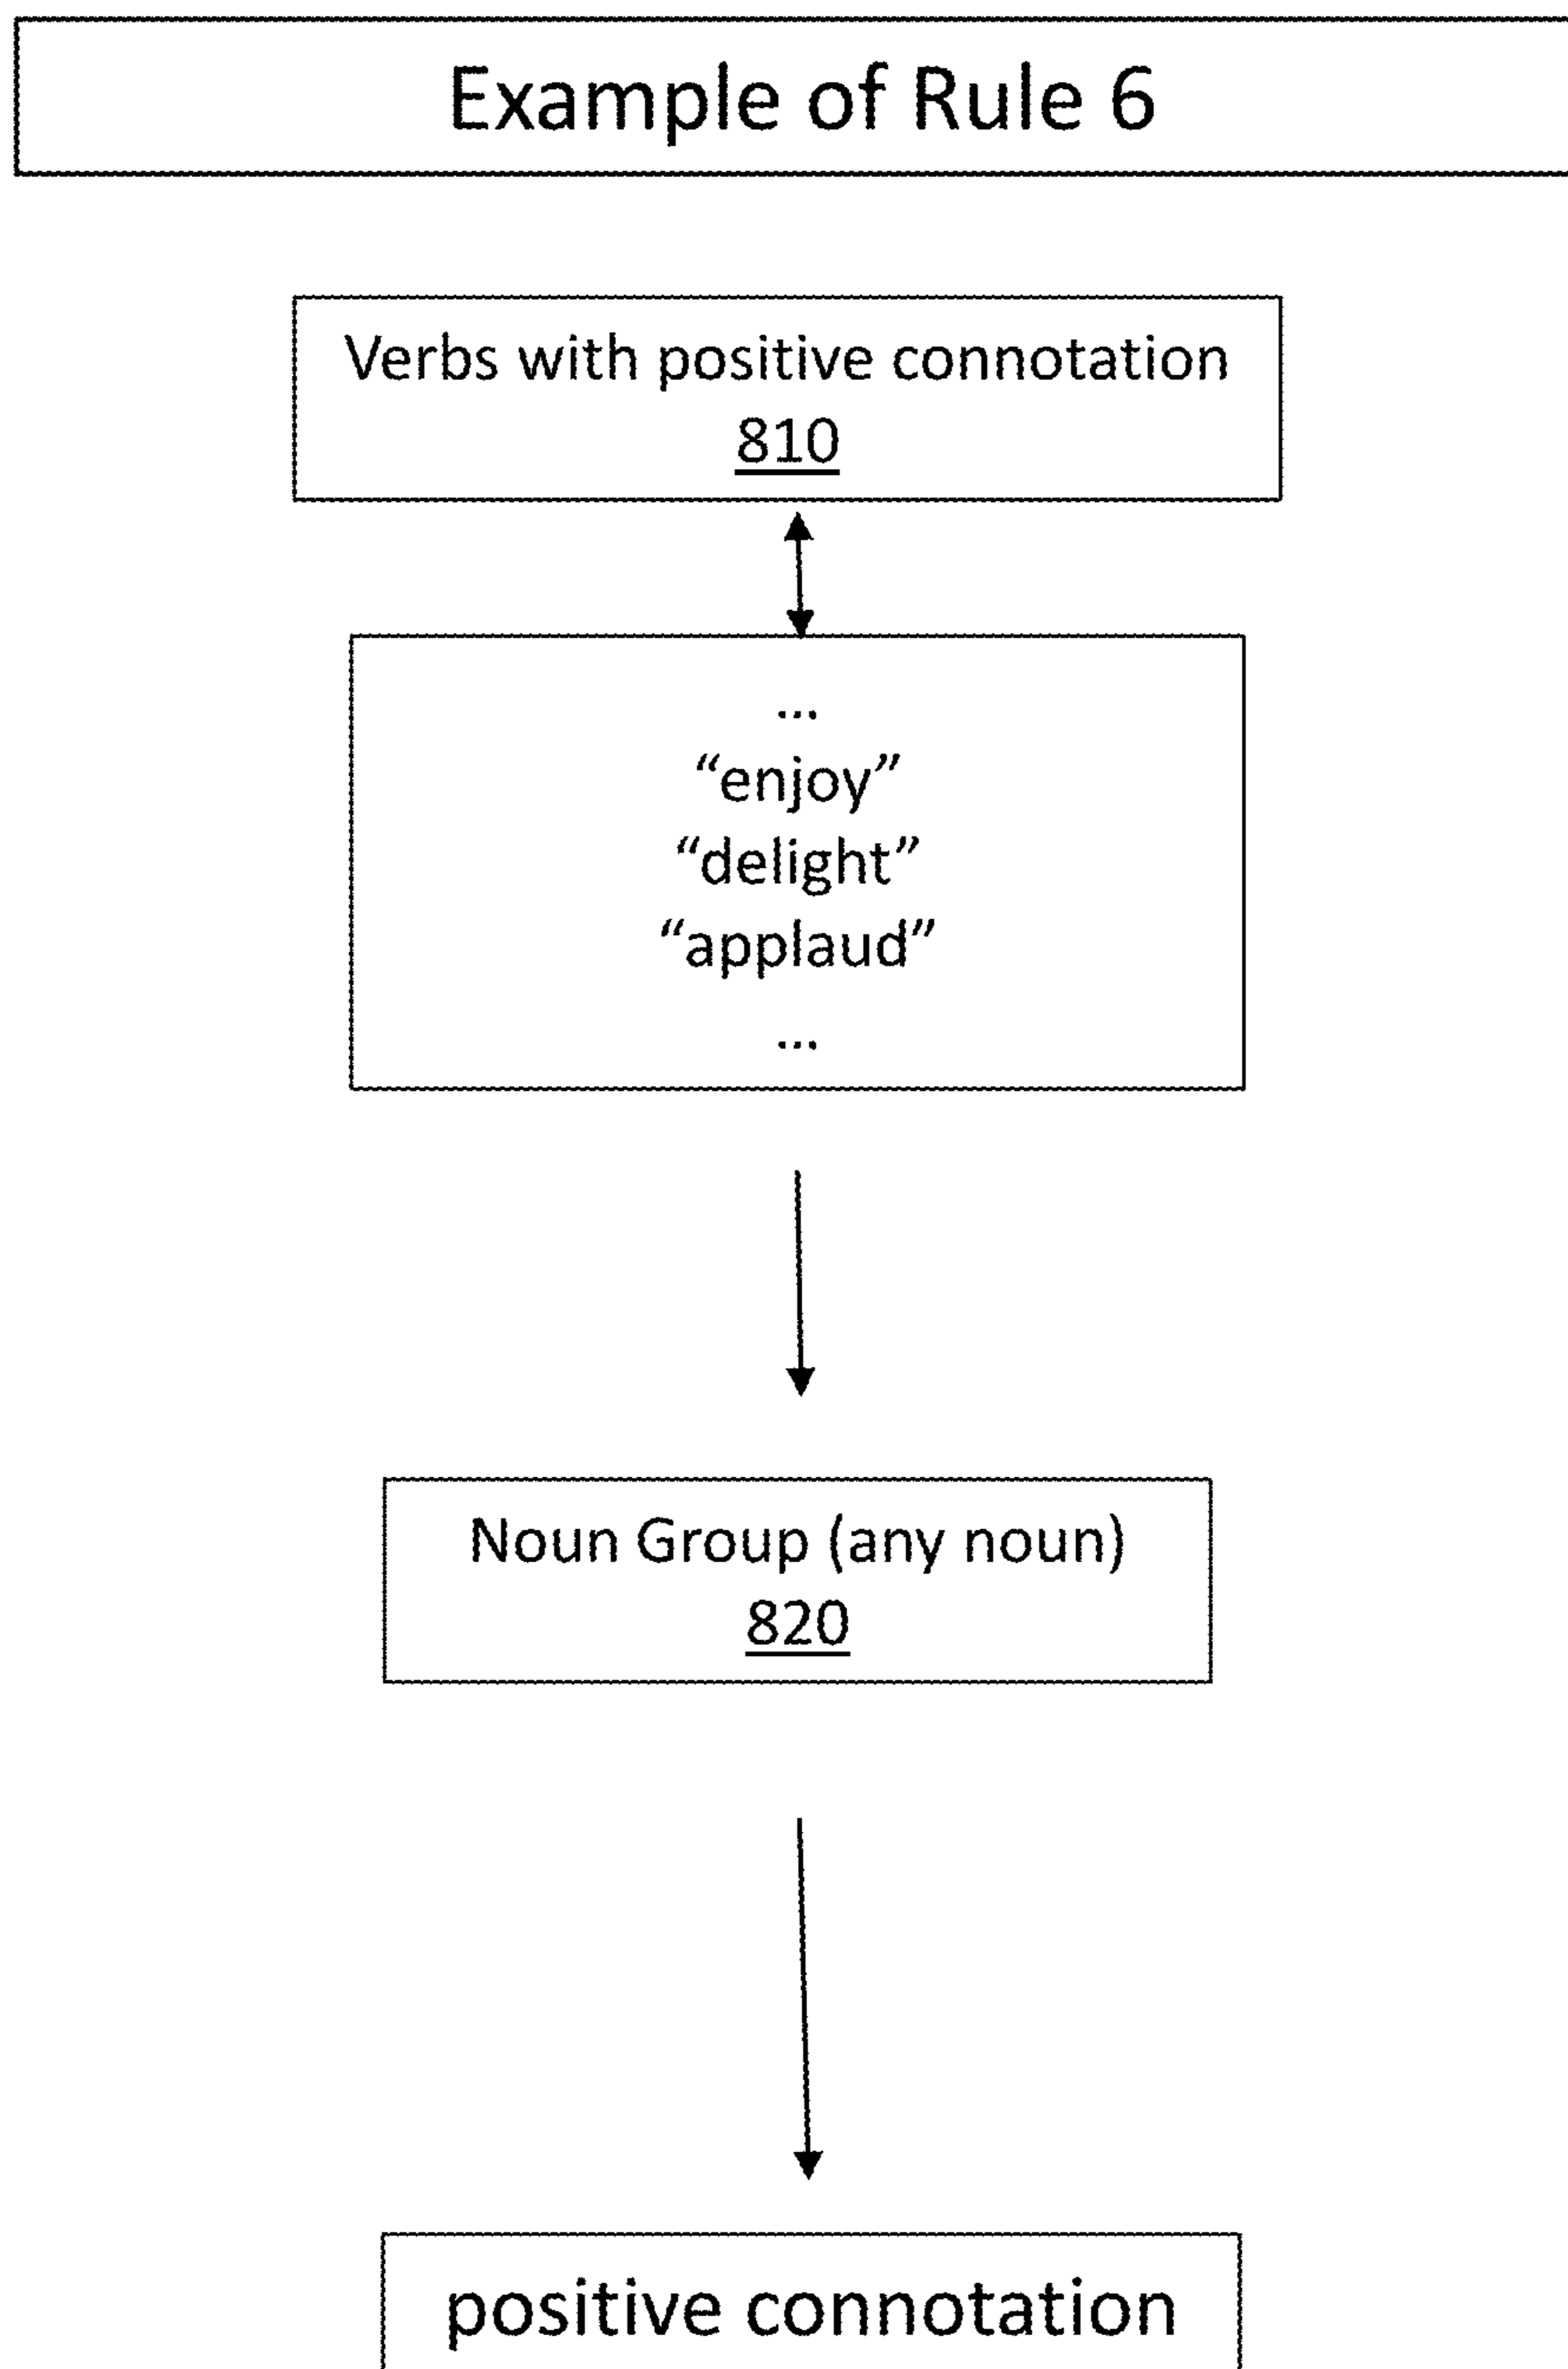 Example of Rule 6
Verbs with positive connotation
810
...
“enjoy”
“delight”
“applaud”
...
Noun Group (any noun)
820
positive connotation